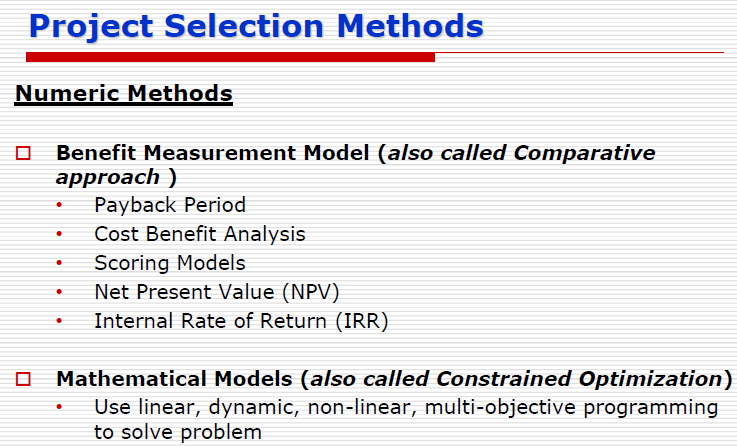 Project Selection Methods
Numeric Methods
Benefit Measurement Model (also called Comparative
approach )
• Payback Period
• Cost Benefit Analysis
• Scoring Models
• Net Present Value (NPV)
• Internal Rate of Return (IRR)
Mathematical Models (also called Constrained Optimization)
• Use linear, dynamic, non-linear, multi-objective programming
to solve problem